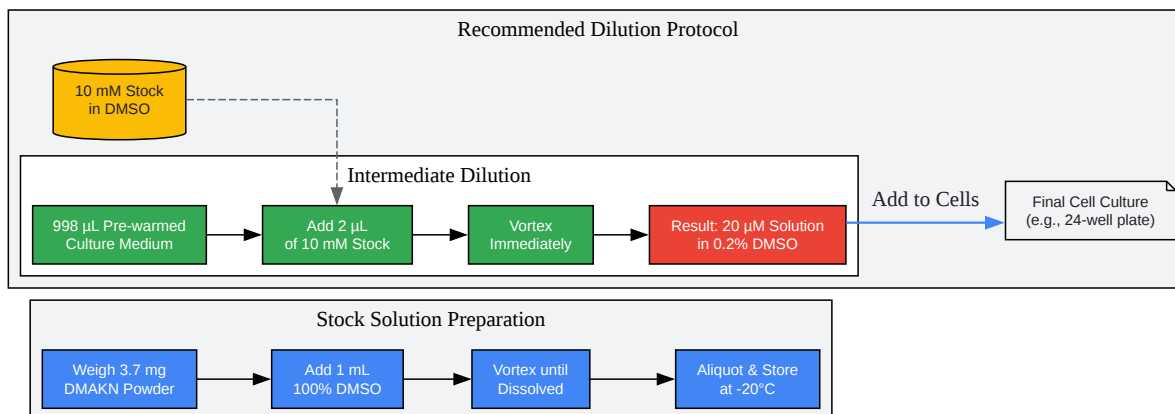 Recommended Dilution Protocol
10 mM Stock
in DMSO
Intermediate Dilution
998 µL Pre-warmed
Culture Medium
Add 2 µL
of 10 mM Stock
Vortex
Immediately
Result: 20 µM Solution
in 0.2% DMSO
Add to Cells
Final Cell Culture
(e.g., 24-well plate)
Stock Solution Preparation
Weigh 3.7 mg
DMAKN Powder
Add 1 mL
100% DMSO
Vortex until
Dissolved
Aliquot & Store
at -20°C